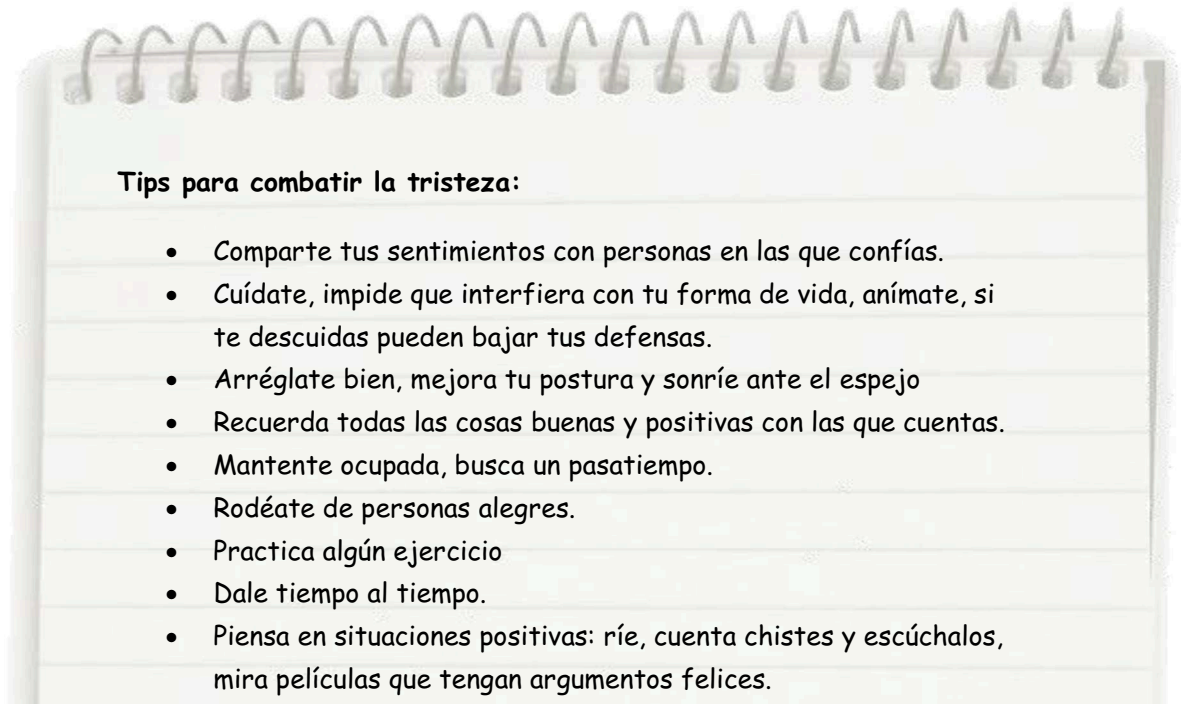 Tips para combatir la tristeza:
• Comparte tus sentimientos con personas en las que confías.
• Cuídate, impide que interfiera con tu forma de vida, anímate, si
te descuidas pueden bajar tus defensas.
• Arréglate bien, mejora tu postura y sonríe ante el espejo
• Recuerda todas las cosas buenas y positivas con las que cuentas.
• Mantente ocupada, busca un pasatiempo.
• Rodéate de personas alegres.
• Practica algún ejercicio
• Dale tiempo al tiempo.
• Piensa en situaciones positivas: ríe, cuenta chistes y escúchalos,
mira películas que tengan argumentos felices.